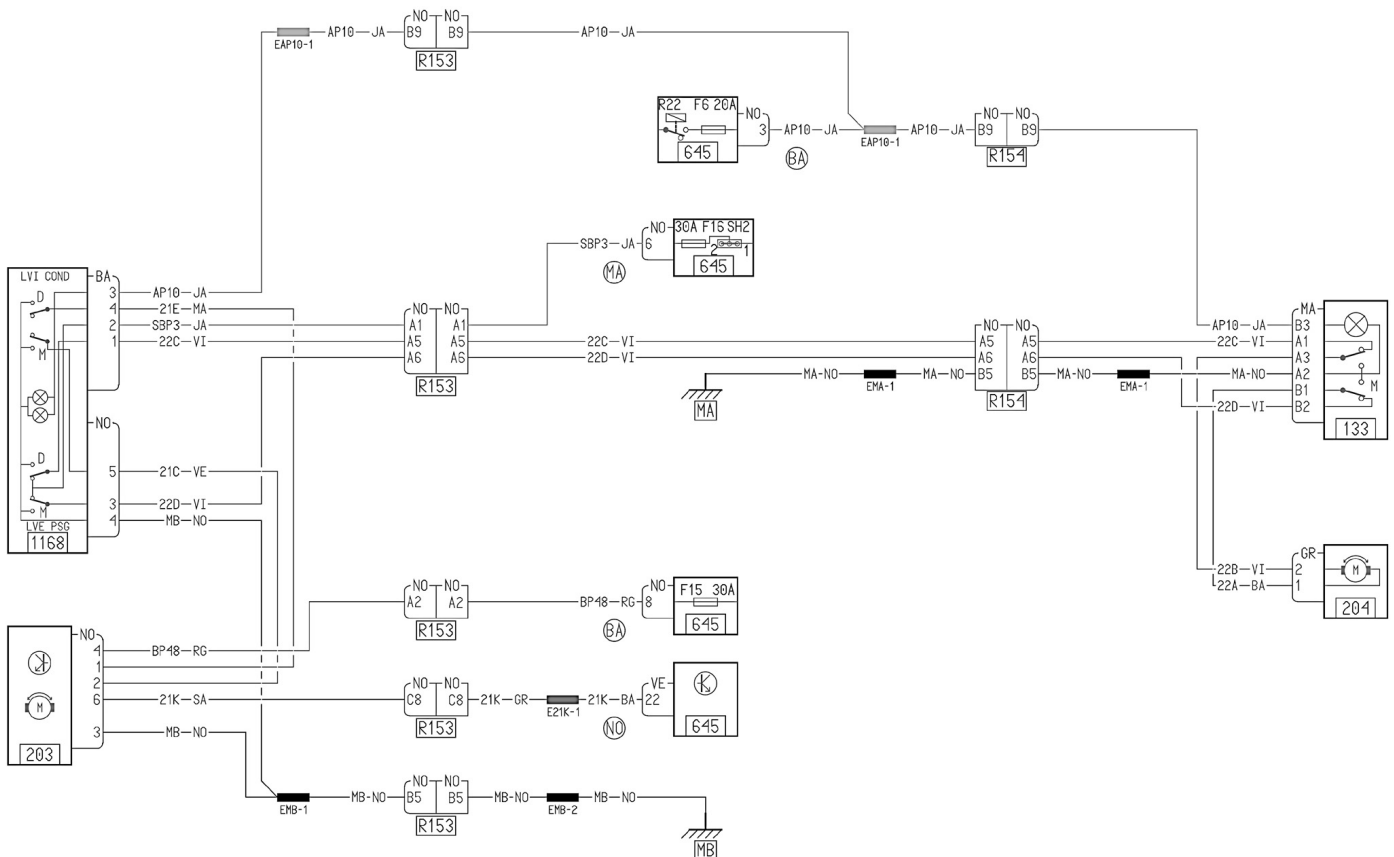 NO NO
EAP10-1 AP10-JA B9 B9 AP10-JA
R153
R22 F6 20A NO NO NO
3 AP10-JA EAP10-1 AP10-JA B9 B9
645 BA R154
NO 30A F16 SH2
SBP3-JA 6 2 1
MA 645
LVI COND BA
D 3 AP10-JA
4 21E-MA NO NO MA
2 SBP3-JA A1 A1 NO NO AP10-JA B3
1 22C-VI A5 A5 22C-VI A5 A5 22C-VI A1
M A6 A6 22D-VI A6 A6 A3
R153 MA-NO EMA-1 MA-NO B5 B5 MA-NO EMA-1 MA-NO A2
MA R154 B1 M
22D-VI B2
NO 133
D 5 21C-VE
3 22D-VI
M 4 MB-NO
LVE PSG
1168
GR
22B-VI 2 M
22A-BA 1
204
NO NO NO F15 30A
A2 A2 BP48-RG 8
R153 BA 645
NO
4 BP48-RG
1
2 NO NO VE
M 6 21K-SA C8 C8 21K-GR E21K-1 21K-BA 22
R153 NO 645
3 MB-NO
203
NO NO
EMB-1 MB-NO B5 B5 MB-NO EMB-2 MB-NO
R153
MB